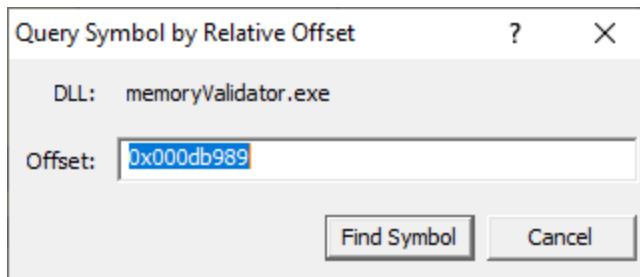 Query Symbol by Relative Offset ?
DLL: memoryValidator.exe
Offset: 0x000db989
Find Symbol Cancel